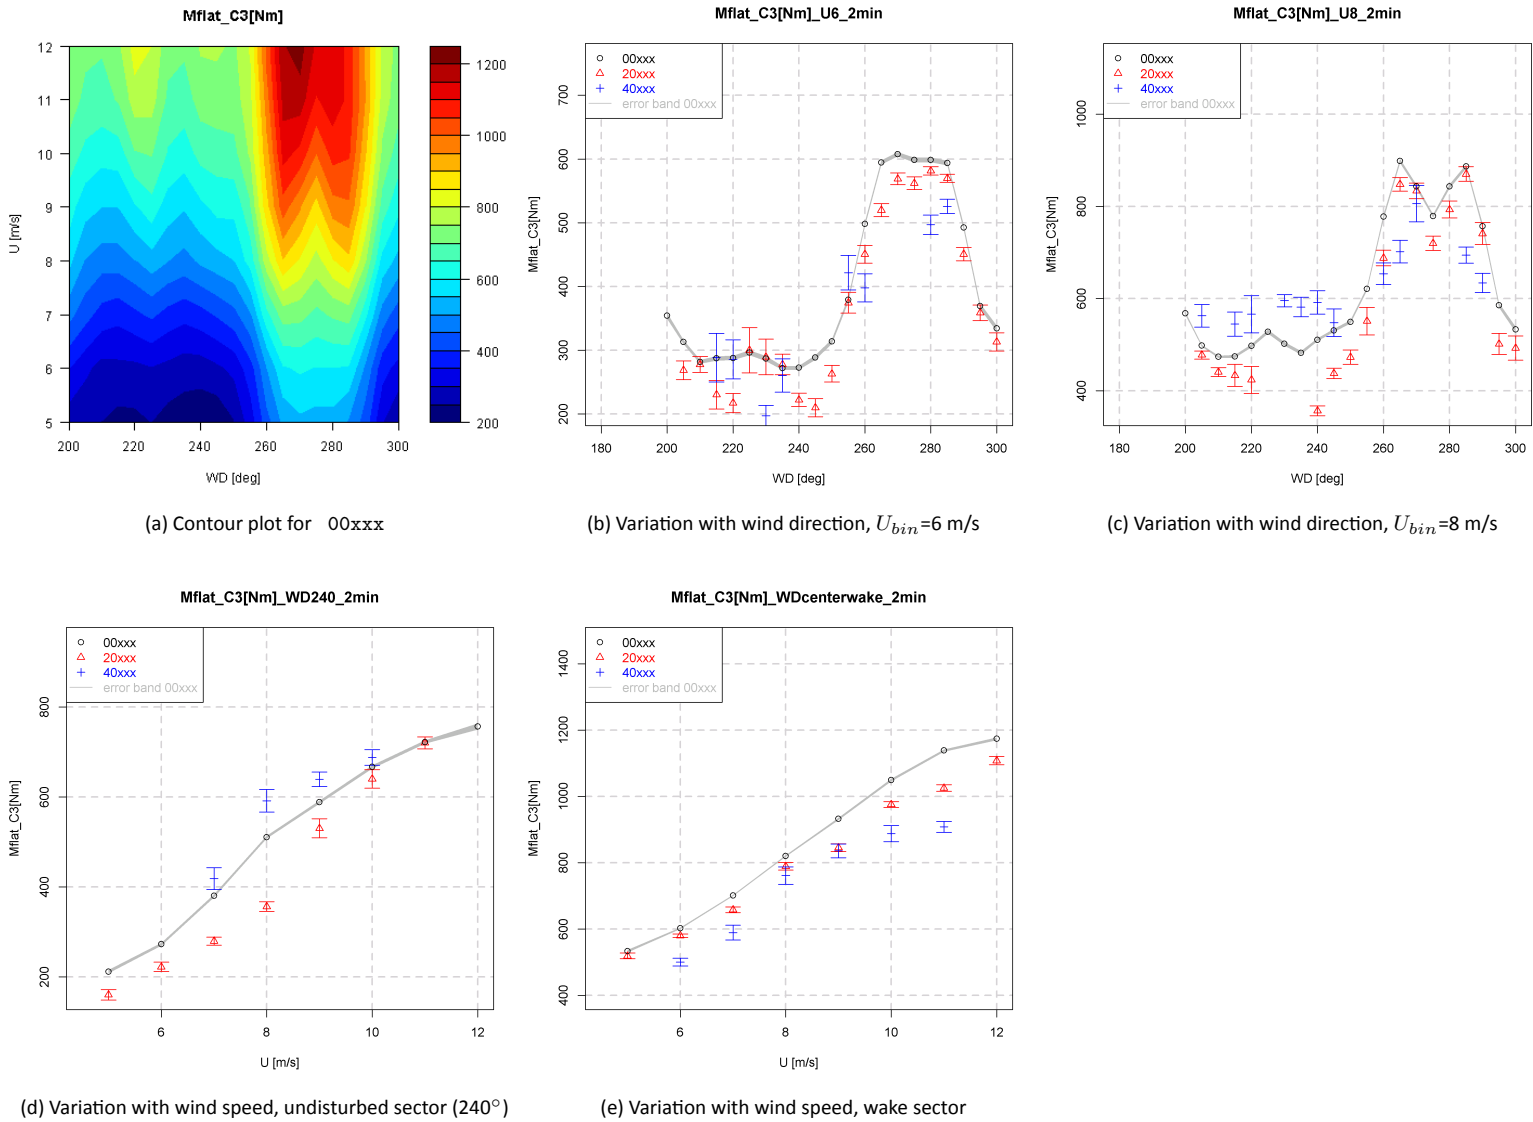 Mflat_C3[Nm]
12
11
10
9
8
7
6
5
U [m/s]
200 220 240 260 280 300
WD [deg]
1200
1000
800
600
400
200
(a) Contour plot for 00xxx
Mflat_C3[Nm]_U6_2min
00xxx
20xxx
40xxx
error band 00xxx
700
600
500
400
300
200
Mflat_C3[Nm]
180 200 220 240 260 280 300
WD [deg]
(b) Variation with wind direction, U_bin=6 m/s
Mflat_C3[Nm]_U8_2min
00xxx
20xxx
40xxx
error band 00xxx
1000
800
600
400
Mflat_C3[Nm]
180 200 220 240 260 280 300
WD [deg]
(c) Variation with wind direction, U_bin=8 m/s
Mflat_C3[Nm]_WD240_2min
00xxx
20xxx
40xxx
error band 00xxx
800
600
400
200
Mflat_C3[Nm]
6 8 10 12
U [m/s]
(d) Variation with wind speed, undisturbed sector (240°)
Mflat_C3[Nm]_WDcenterwake_2min
00xxx
20xxx
40xxx
error band 00xxx
1400
1200
1000
800
600
400
Mflat_C3[Nm]
6 8 10 12
U [m/s]
(e) Variation with wind speed, wake sector